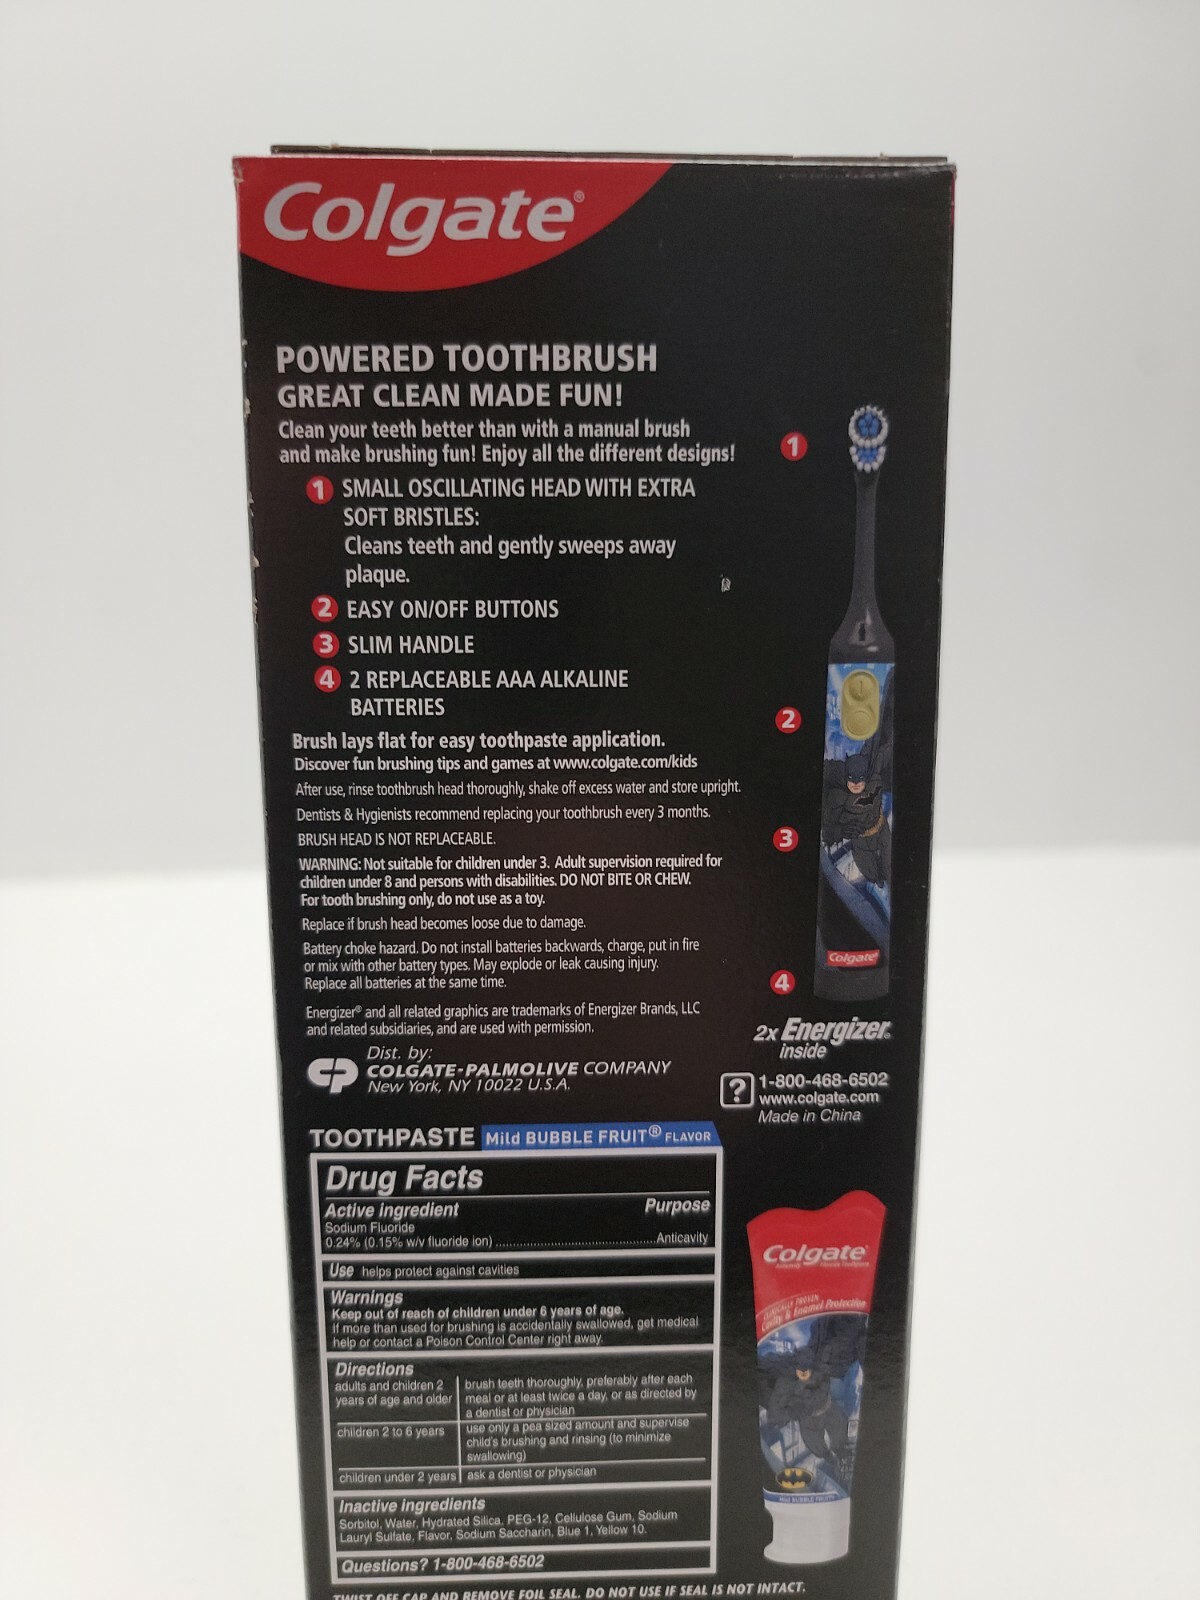 Colgate®
POWERED TOOTHBRUSH
GREAT CLEAN MADE FUN!
Clean your teeth better than with a manual brush
and make brushing fun! Enjoy all the different designs!
1 SMALL OSCILLATING HEAD WITH EXTRA
SOFT BRISTLES:
Cleans teeth and gently sweeps away
plaque.
2 EASY ON/OFF BUTTONS
3 SLIM HANDLE
4 2 REPLACEABLE AAA ALKALINE
BATTERIES
Brush lays flat for easy toothpaste application.
Discover fun brushing tips and games at www.colgate.com/kids
After use, rinse toothbrush head thoroughly, shake off excess water and store upright.
Dentists & Hygienists recommend replacing your toothbrush every 3 months.
BRUSH HEAD IS NOT REPLACEABLE.
WARNING: Not suitable for children under 3. Adult supervision required for
children under 8 and persons with disabilities. DO NOT BITE OR CHEW.
For tooth brushing only, do not use as a toy.
Replace if brush head becomes loose due to damage.
Battery choke hazard. Do not install batteries backwards, charge, put in fire
or mix with other battery types. May explode or leak causing injury.
Replace all batteries at the same time.
Energizer® and all related graphics are trademarks of Energizer Brands, LLC
and related subsidiaries, and are used with permission.
CP
Dist. by:
COLGATE-PALMOLIVE COMPANY
New York, NY 10022 U.S.A.
1
2
3
4
Colgate
2x Energizer.
inside
? 1-800-468-6502
www.colgate.com
Made in China
TOOTHPASTE Mild BUBBLE FRUIT® FLAVOR
Drug Facts
Active ingredient Purpose
Sodium Fluoride
0.24% (0.15% w/v fluoride ion) ............................................Anticavity
Use helps protect against cavities
Warnings
Keep out of reach of children under 6 years of age.
If more than used for brushing is accidentally swallowed, get medical
help or contact a Poison Control Center right away.
Directions
adults and children 2 years of age and older
brush teeth thoroughly, preferably after each
meal or at least twice a day, or as directed by
a dentist or physician
children 2 to 6 years
use only a pea sized amount and supervise
child's brushing and rinsing (to minimize
swallowing)
children under 2 years ask a dentist or physician
Inactive ingredients
Sorbitol, Water, Hydrated Silica, PEG-12, Cellulose Gum, Sodium
Lauryl Sulfate, Flavor, Sodium Saccharin, Blue 1, Yellow 10.
Questions? 1-800-468-6502
TWIST OFF CAP AND REMOVE FOIL SEAL. DO NOT USE IF SEAL IS NOT INTACT.
Colgate
CLINICALLY PROVEN
Cavity & Enamel Protection
MILD BUBBLE FRUIT